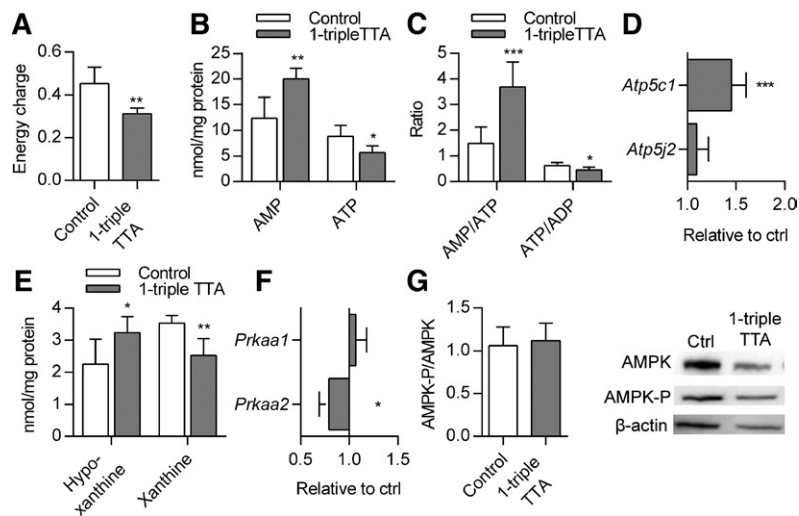 A
Energy charge
0.6
0.4
0.2
0.0
**
Control
1-triple
TTA
B
Control
1-tripleTTA
nmol/mg protein
25
20
15
10
5
0
**
*
AMP
ATP
C
Control
1-tripleTTA
Ratio
5
4
3
2
1
0
***
*
AMP/ATP
ATP/ADP
D
Atp5c1
***
Atp5j2
1.0 1.5 2.0
Relative to ctrl
E
Control
1-triple TTA
nmol/mg protein
4
3
2
1
0
*
**
Hypo-
xanthine
Xanthine
F
Prkaa1
Prkaa2
*
0.5 1.0 1.5
Relative to ctrl
G
AMPK-P/AMPK
1.5
1.0
0.5
0.0
Control
1-triple
TTA
Ctrl
1-triple
TTA
AMPK
AMPK-P
β-actin